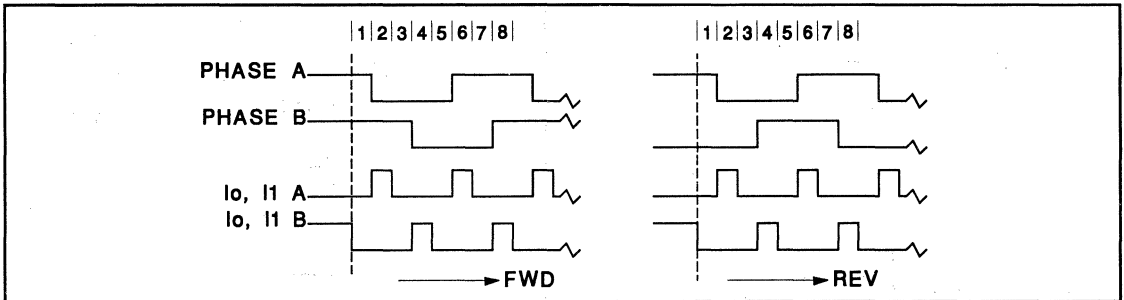 |1|2|3|4|5|6|7|8| |1|2|3|4|5|6|7|8|
PHASE A
PHASE B
Io, I1 A
Io, I1 B
FWD REV